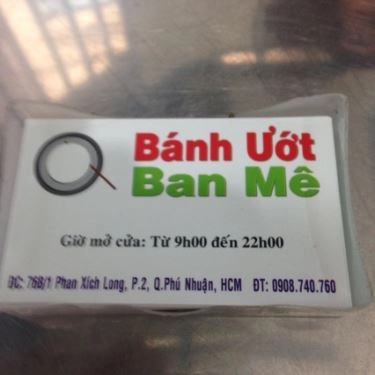 Bánh Ướt
Ban Mê
Giờ mở cửa: Từ 9h00 đến 22h00
ĐC: 76B/1 Phan Xích Long, P.2, Q.Phú Nhuận, HCM ĐT: 0908.740.760